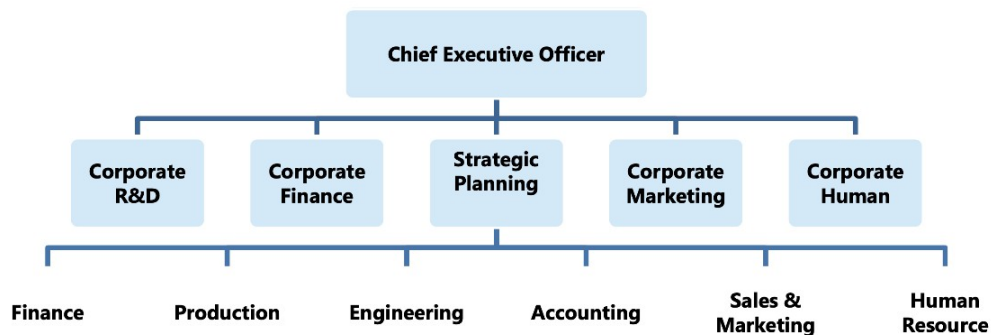 Chief Executive Officer
Corporate
R&D
Corporate
Finance
Strategic
Planning
Corporate
Marketing
Corporate
Human
Finance
Production
Engineering
Accounting
Sales &
Marketing
Human
Resource